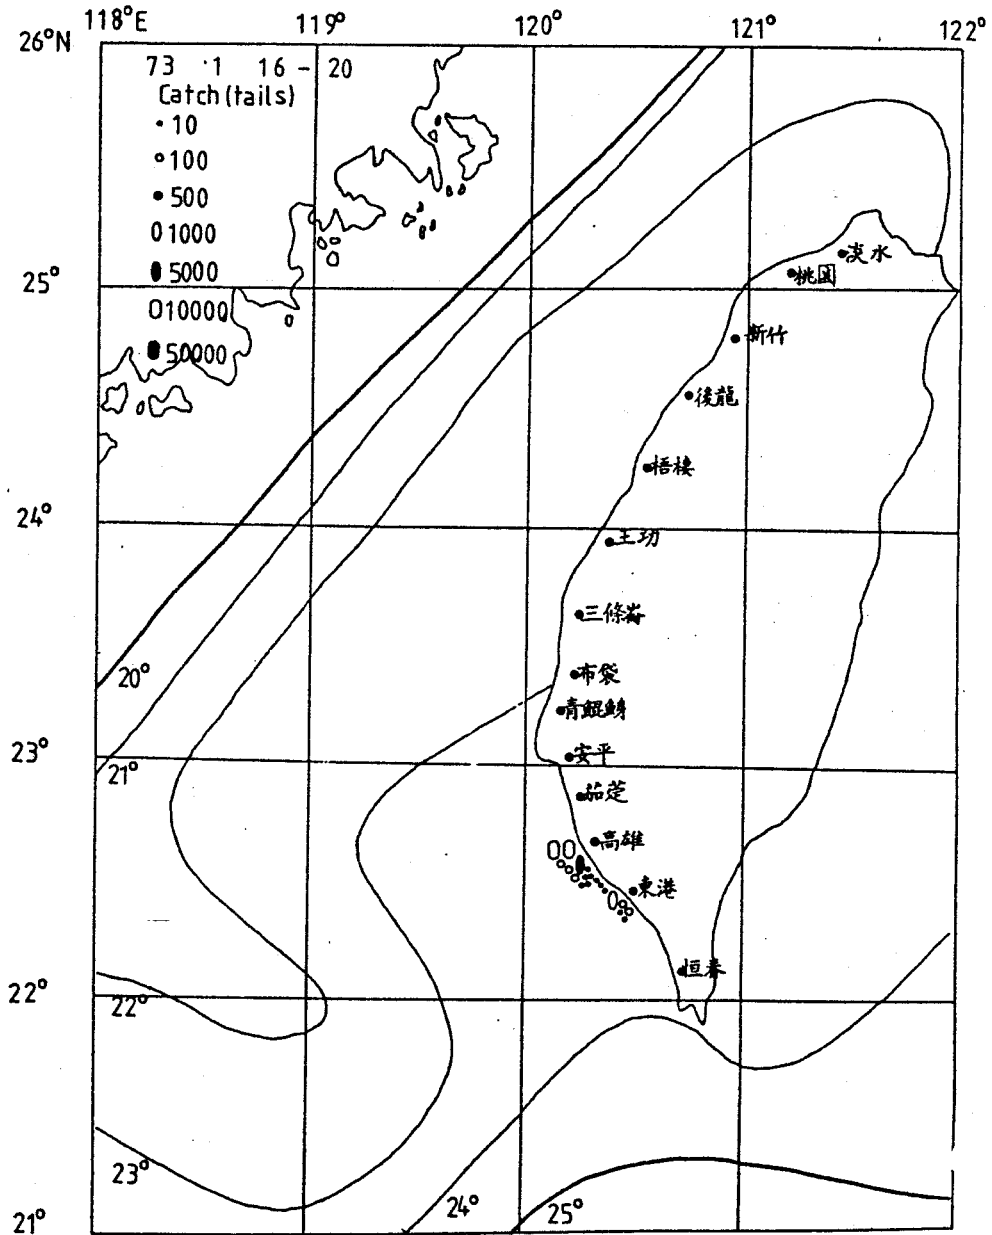 118°E 119° 120° 121° 122°
26°N
73 1 16 - 20
Catch (tails)
10
100
500
1000
5000
10000
50000
淡水
桃園
25°
新竹
後龍
梧棲
24°
王功
三條崙
布袋
20°
青鯤鯓
23°
安平
21°
茄萣
高雄
東港
恒春
22°
22°
23°
24°
25°
21°